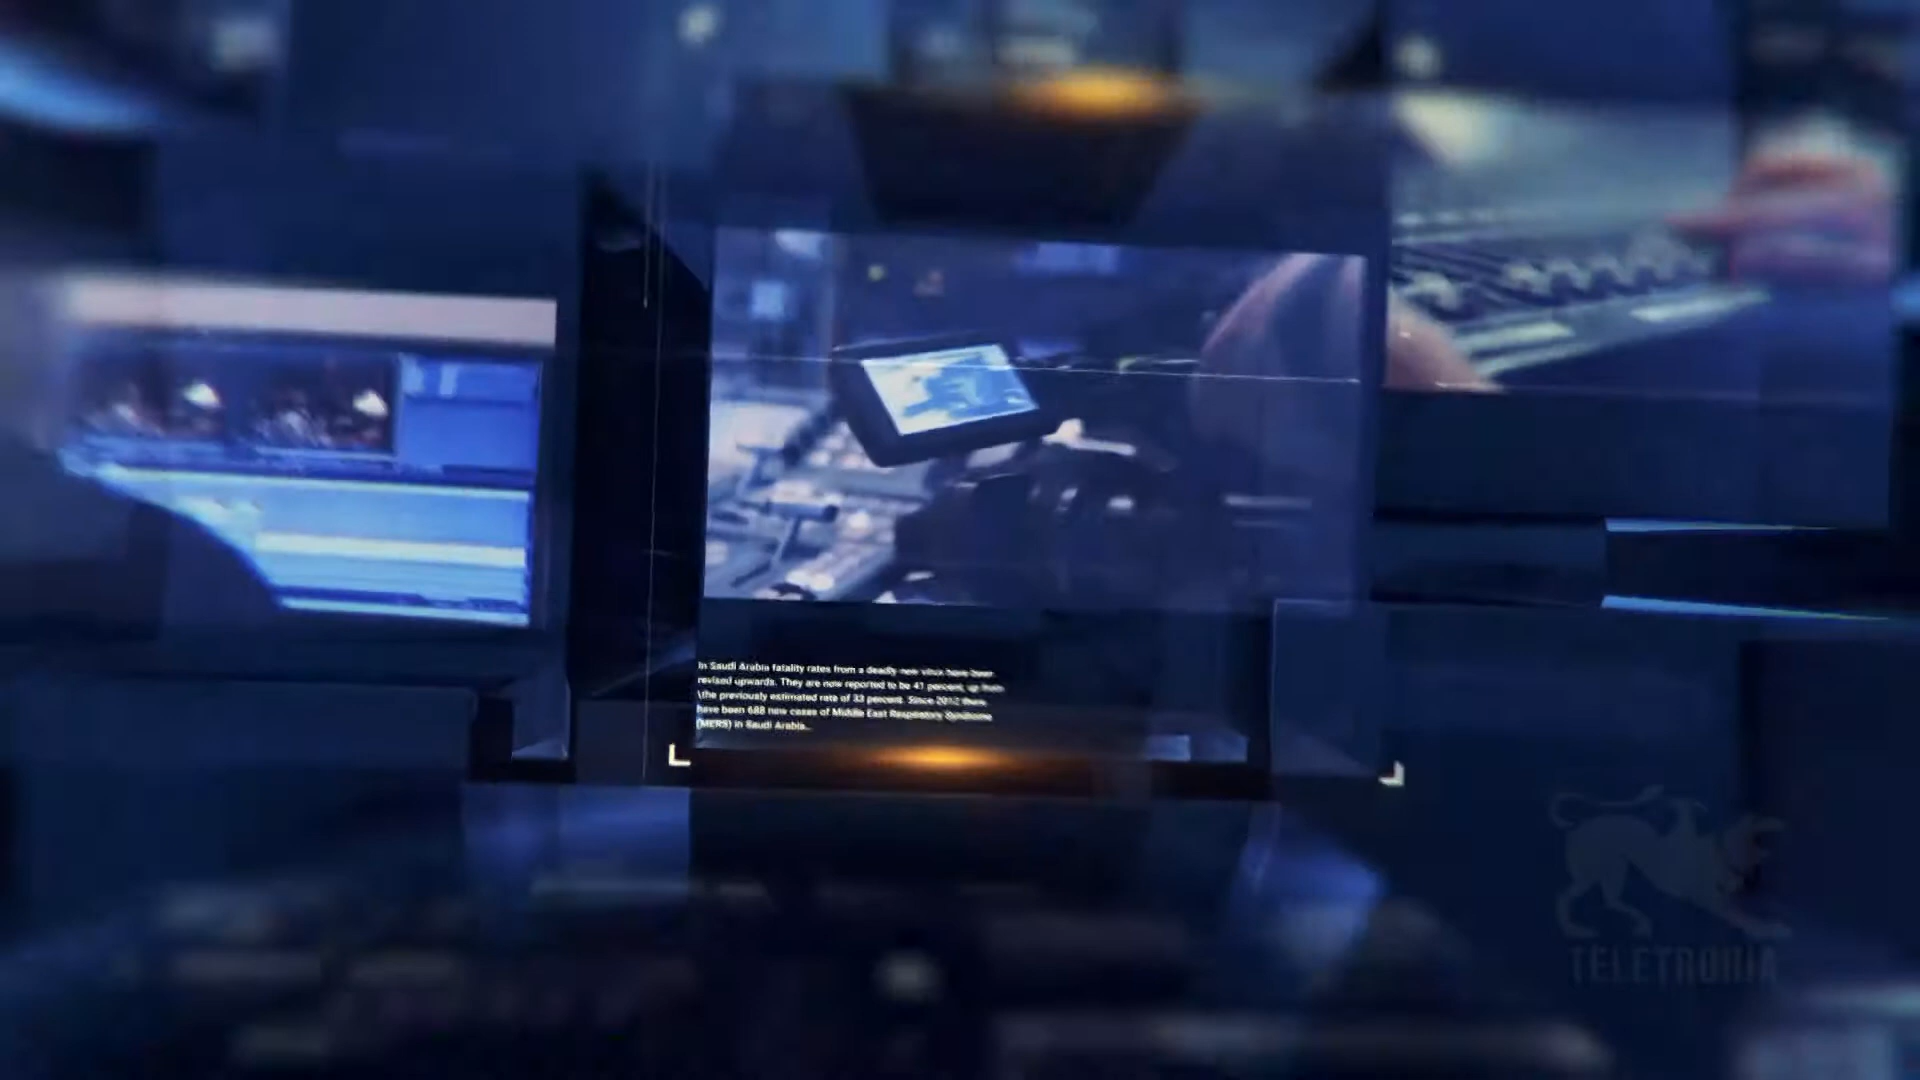 In Saudi Arabia fatality rates from a deadly new virus have been
revised upwards. They are now reported to be 41 percent, up from
\the previously estimated rate of 33 percent. Since 2012 there
have been 688 new cases of Middle East Respiratory Syndrome
(MERS) in Saudi Arabia...
TELETRORIA